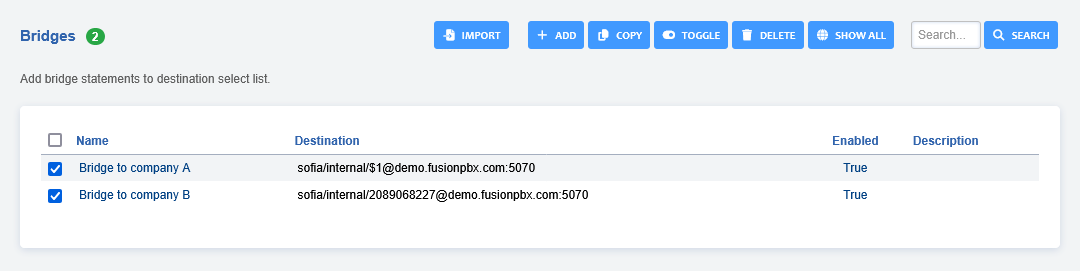 Bridges 2 IMPORT ADD COPY TOGGLE DELETE SHOW ALL Search... SEARCH
Add bridge statements to destination select list.
Name Destination Enabled Description
Bridge to company A sofia/internal/$1@demo.fusionpbx.com:5070 True
Bridge to company B sofia/internal/2089068227@demo.fusionpbx.com:5070 True